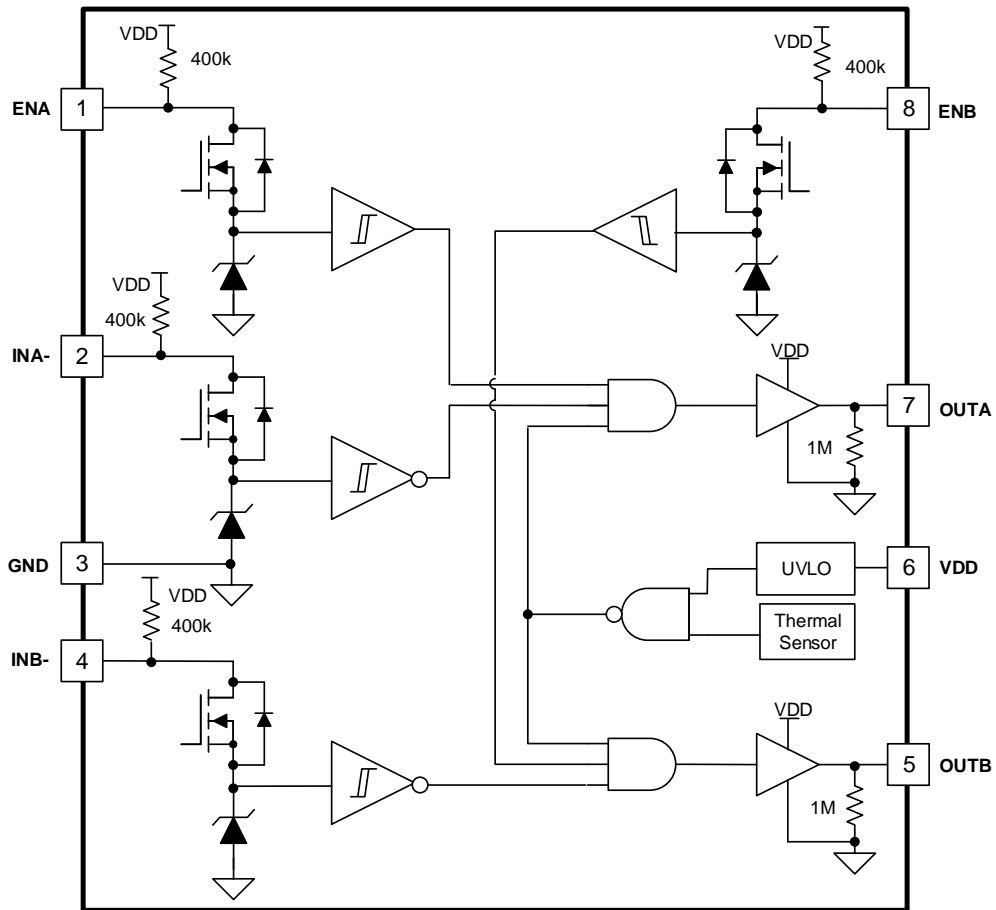 VDD
400k
VDD
400k
ENA
1
8
ENB
VDD
400k
INA-
2
VDD
7
OUTA
1M
GND
3
UVLO
6
VDD
VDD
400k
Thermal
Sensor
INB-
4
VDD
5
OUTB
1M